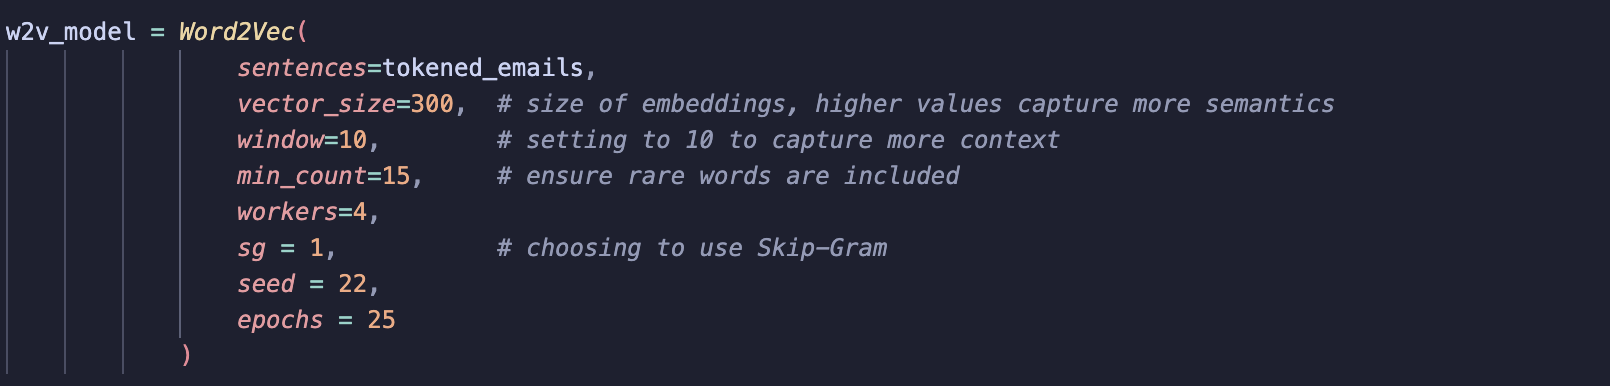 w2v_model = Word2Vec(
sentences=tokened_emails,
vector_size=300,  # size of embeddings, higher values capture more semantics
window=10,        # setting to 10 to capture more context
min_count=15,     # ensure rare words are included
workers=4,
sg = 1,           # choosing to use Skip-Gram
seed = 22,
epochs = 25
)